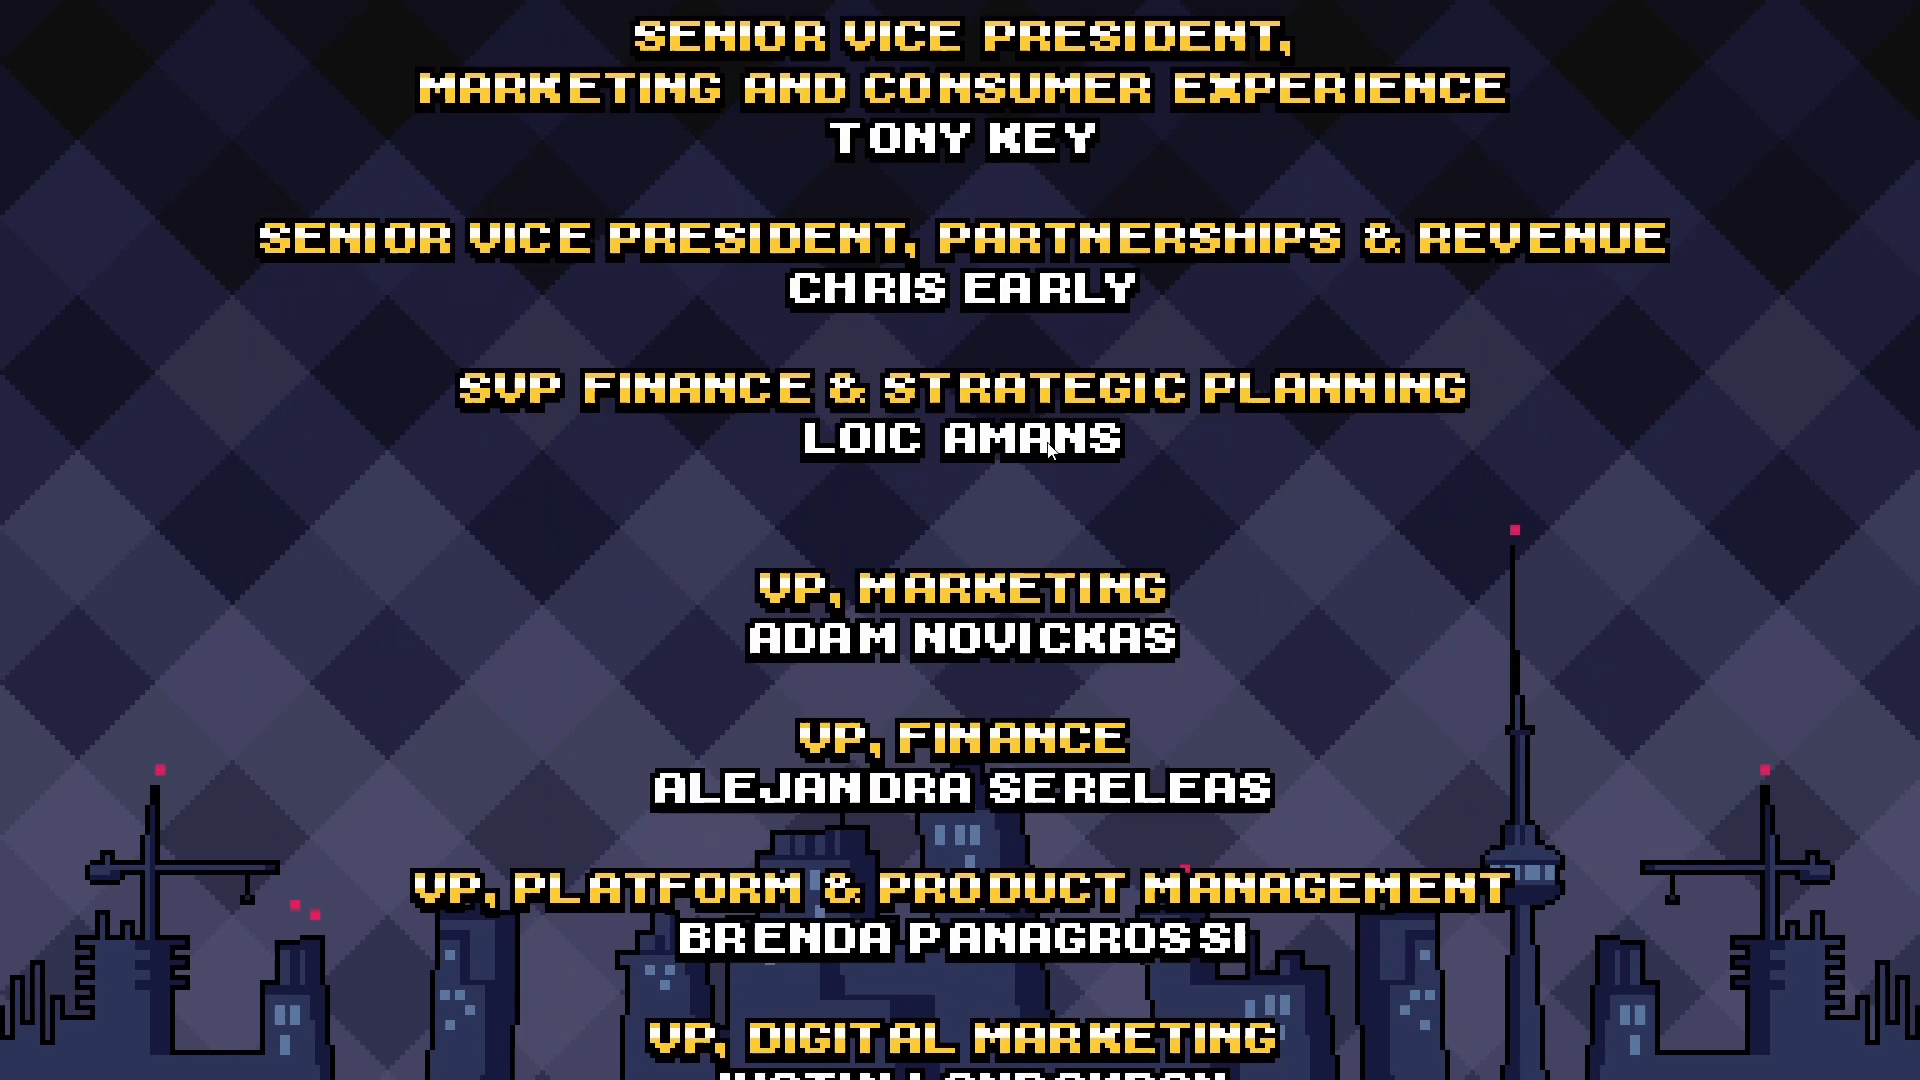 SENIOR VICE PRESIDENT,
MARKETING AND CONSUMER EXPERIENCE
TONY KEY
SENIOR VICE PRESIDENT, PARTNERSHIPS & REVENUE
CHRIS EARLY
SVP FINANCE & STRATEGIC PLANNING
LOIC AMANS
VP, MARKETING
ADAM NOVICKAS
VP, FINANCE
ALEJANDRA SERELEAS
VP, PLATFORM & PRODUCT MANAGEMENT
BRENDA PANAGROSSI
VP, DIGITAL MARKETING